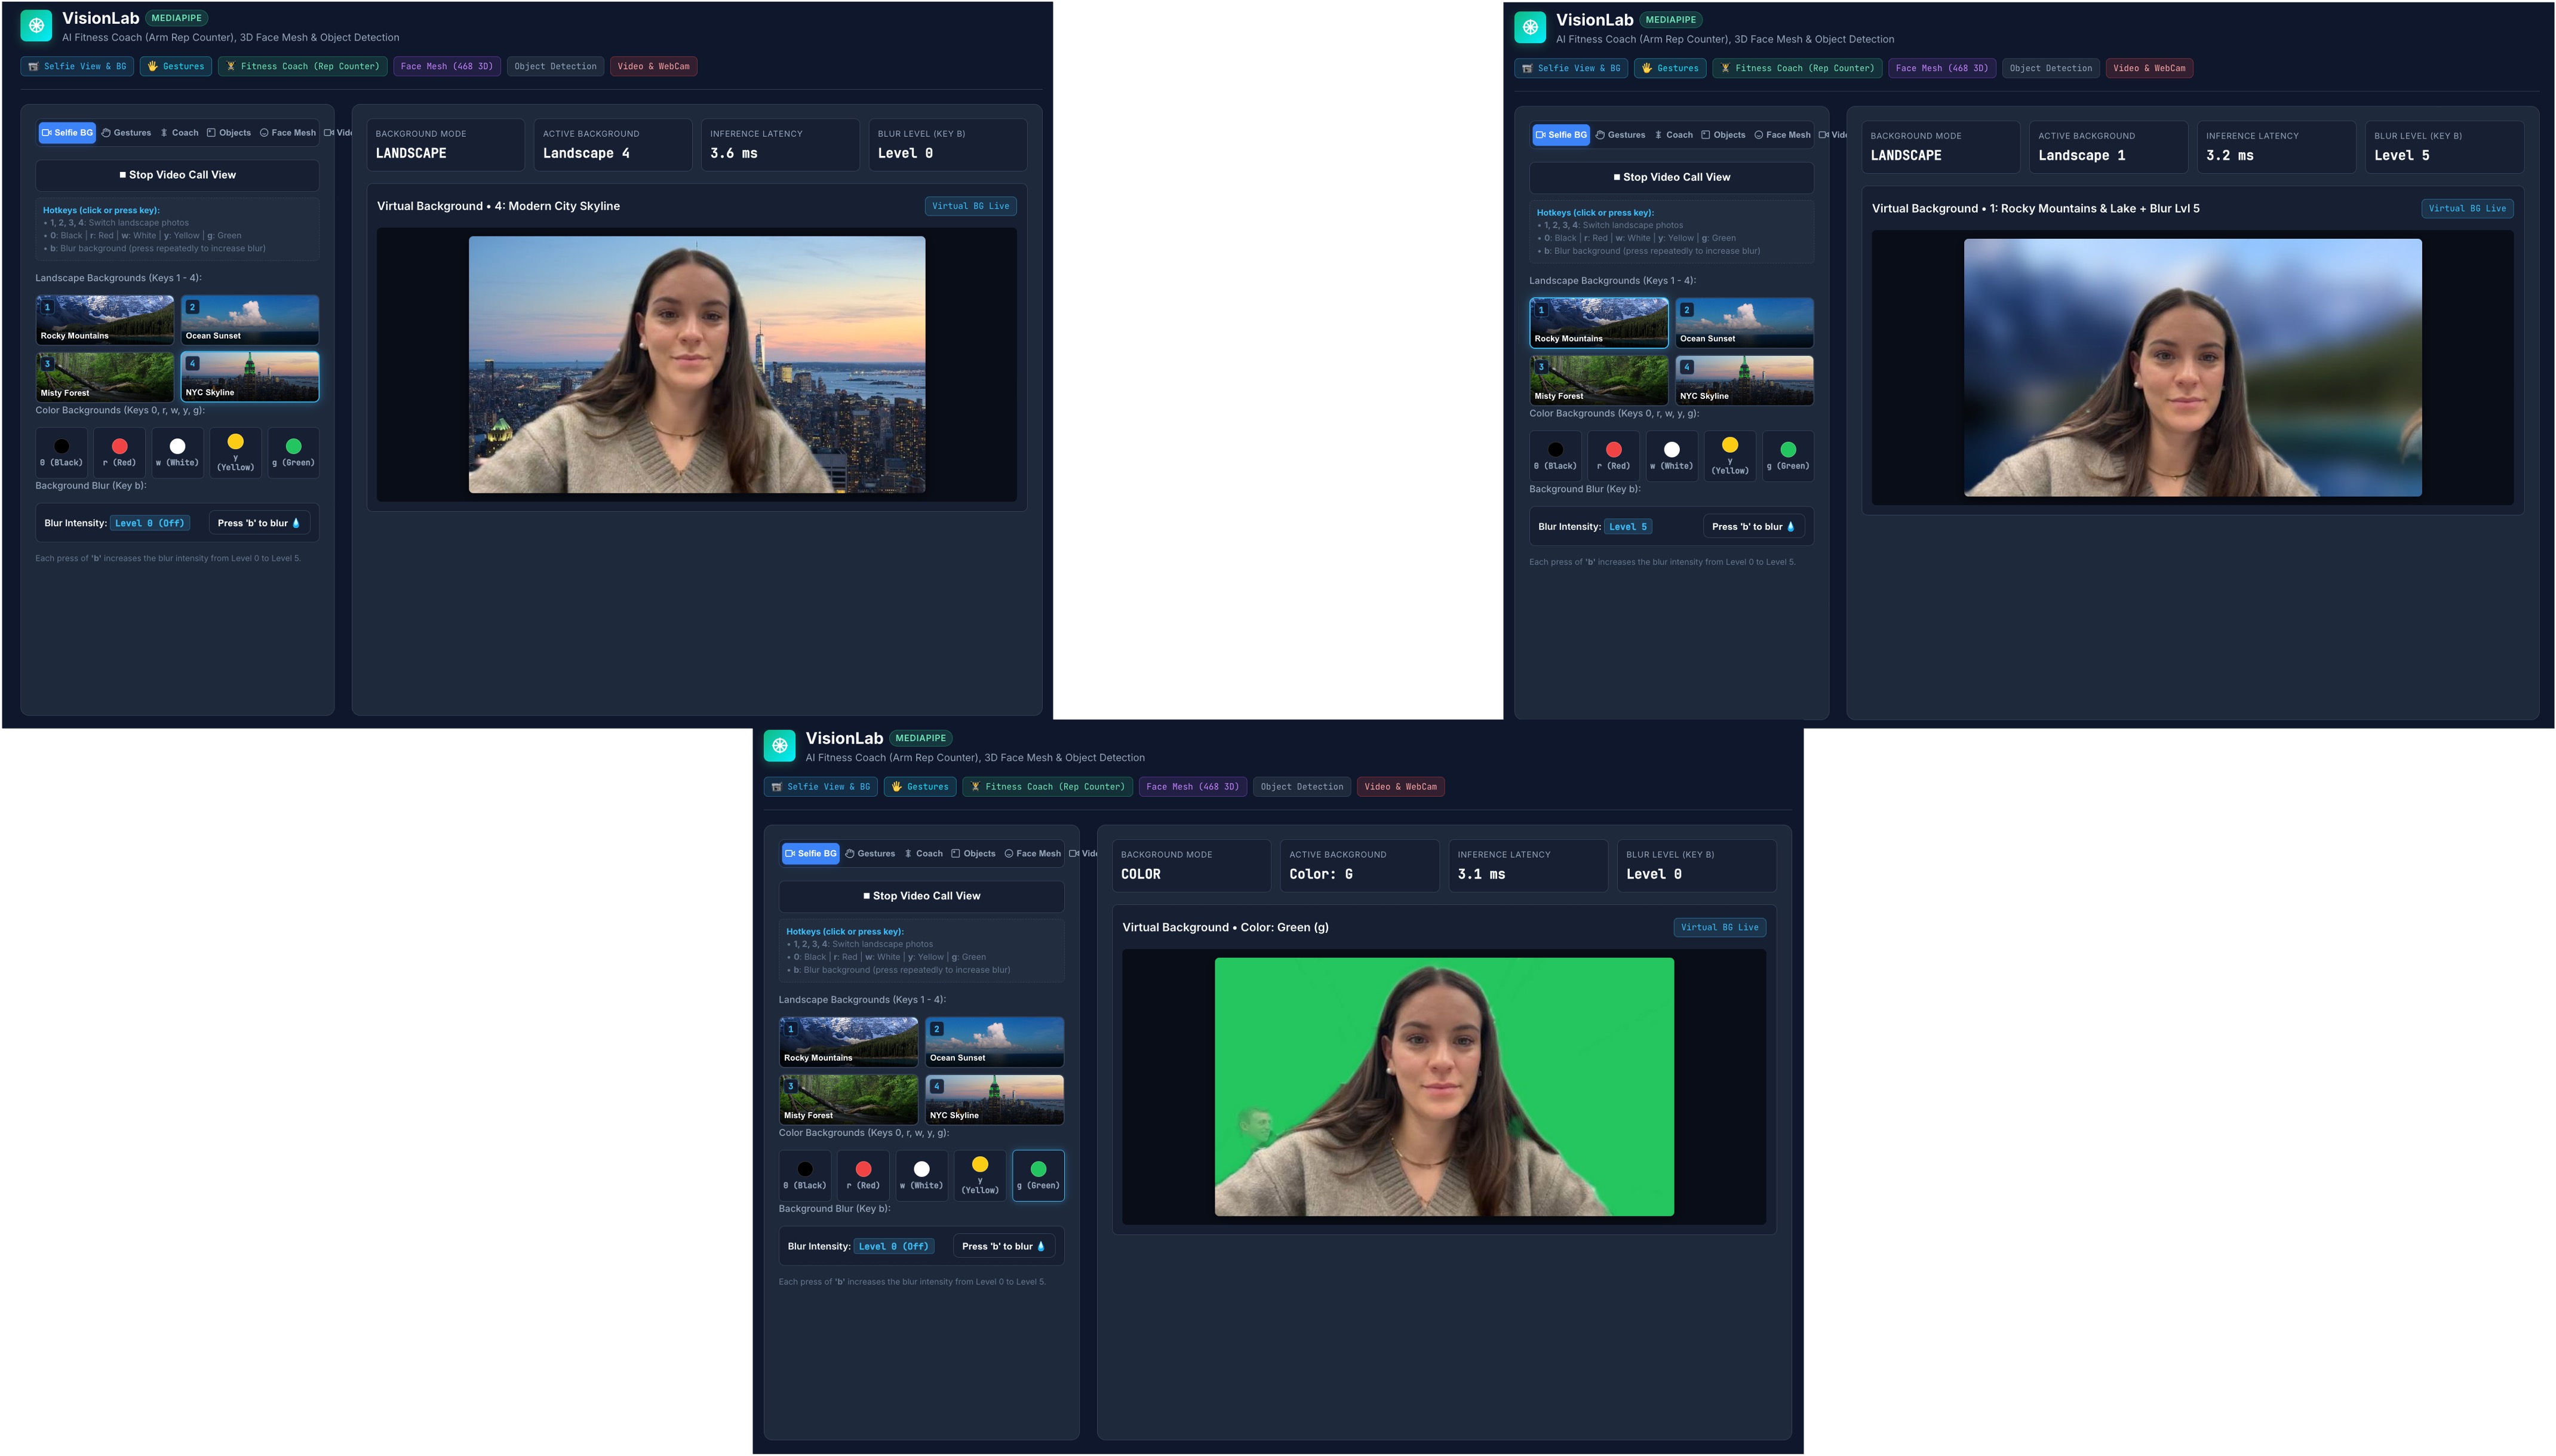 VisionLab MEDIAPIPE
AI Fitness Coach (Arm Rep Counter), 3D Face Mesh & Object Detection
Selfie View & BG
Gestures
Fitness Coach (Rep Counter)
Face Mesh (468 3D)
Object Detection
Video & WebCam
Selfie BG Gestures Coach Objects Face Mesh
Stop Video Call View
Hotkeys (click or press key):
• 1, 2, 3, 4: Switch landscape photos
• 0: Black | r: Red | w: White | y: Yellow | g: Green
• b: Blur background (press repeatedly to increase blur)
Landscape Backgrounds (Keys 1 - 4):
1
Rocky Mountains
2
Ocean Sunset
3
Misty Forest
4
NYC Skyline
Color Backgrounds (Keys 0, r, w, y, g):
0 (Black)
r (Red)
w (White)
y
(Yellow)
g (Green)
Background Blur (Key b):
Blur Intensity: Level 0 (Off)
Press 'b' to blur
Each press of 'b' increases the blur intensity from Level 0 to Level 5.
BACKGROUND MODE
LANDSCAPE
ACTIVE BACKGROUND
Landscape 4
INFERENCE LATENCY
3.6 ms
BLUR LEVEL (KEY B)
Level 0
Virtual Background • 4: Modern City Skyline
Virtual BG Live
VisionLab MEDIAPIPE
AI Fitness Coach (Arm Rep Counter), 3D Face Mesh & Object Detection
Selfie View & BG
Gestures
Fitness Coach (Rep Counter)
Face Mesh (468 3D)
Object Detection
Video & WebCam
Selfie BG Gestures Coach Objects Face Mesh
Stop Video Call View
Hotkeys (click or press key):
• 1, 2, 3, 4: Switch landscape photos
• 0: Black | r: Red | w: White | y: Yellow | g: Green
• b: Blur background (press repeatedly to increase blur)
Landscape Backgrounds (Keys 1 - 4):
1
Rocky Mountains
2
Ocean Sunset
3
Misty Forest
4
NYC Skyline
Color Backgrounds (Keys 0, r, w, y, g):
0 (Black)
r (Red)
w (White)
y
(Yellow)
g (Green)
Background Blur (Key b):
Blur Intensity: Level 5
Press 'b' to blur
Each press of 'b' increases the blur intensity from Level 0 to Level 5.
BACKGROUND MODE
LANDSCAPE
ACTIVE BACKGROUND
Landscape 1
INFERENCE LATENCY
3.2 ms
BLUR LEVEL (KEY B)
Level 5
Virtual Background • 1: Rocky Mountains & Lake + Blur Lvl 5
Virtual BG Live
VisionLab MEDIAPIPE
AI Fitness Coach (Arm Rep Counter), 3D Face Mesh & Object Detection
Selfie View & BG
Gestures
Fitness Coach (Rep Counter)
Face Mesh (468 3D)
Object Detection
Video & WebCam
Selfie BG Gestures Coach Objects Face Mesh
Stop Video Call View
Hotkeys (click or press key):
• 1, 2, 3, 4: Switch landscape photos
• 0: Black | r: Red | w: White | y: Yellow | g: Green
• b: Blur background (press repeatedly to increase blur)
Landscape Backgrounds (Keys 1 - 4):
1
Rocky Mountains
2
Ocean Sunset
3
Misty Forest
4
NYC Skyline
Color Backgrounds (Keys 0, r, w, y, g):
0 (Black)
r (Red)
w (White)
y
(Yellow)
g (Green)
Background Blur (Key b):
Blur Intensity: Level 0 (Off)
Press 'b' to blur
Each press of 'b' increases the blur intensity from Level 0 to Level 5.
BACKGROUND MODE
COLOR
ACTIVE BACKGROUND
Color: G
INFERENCE LATENCY
3.1 ms
BLUR LEVEL (KEY B)
Level 0
Virtual Background • Color: Green (g)
Virtual BG Live